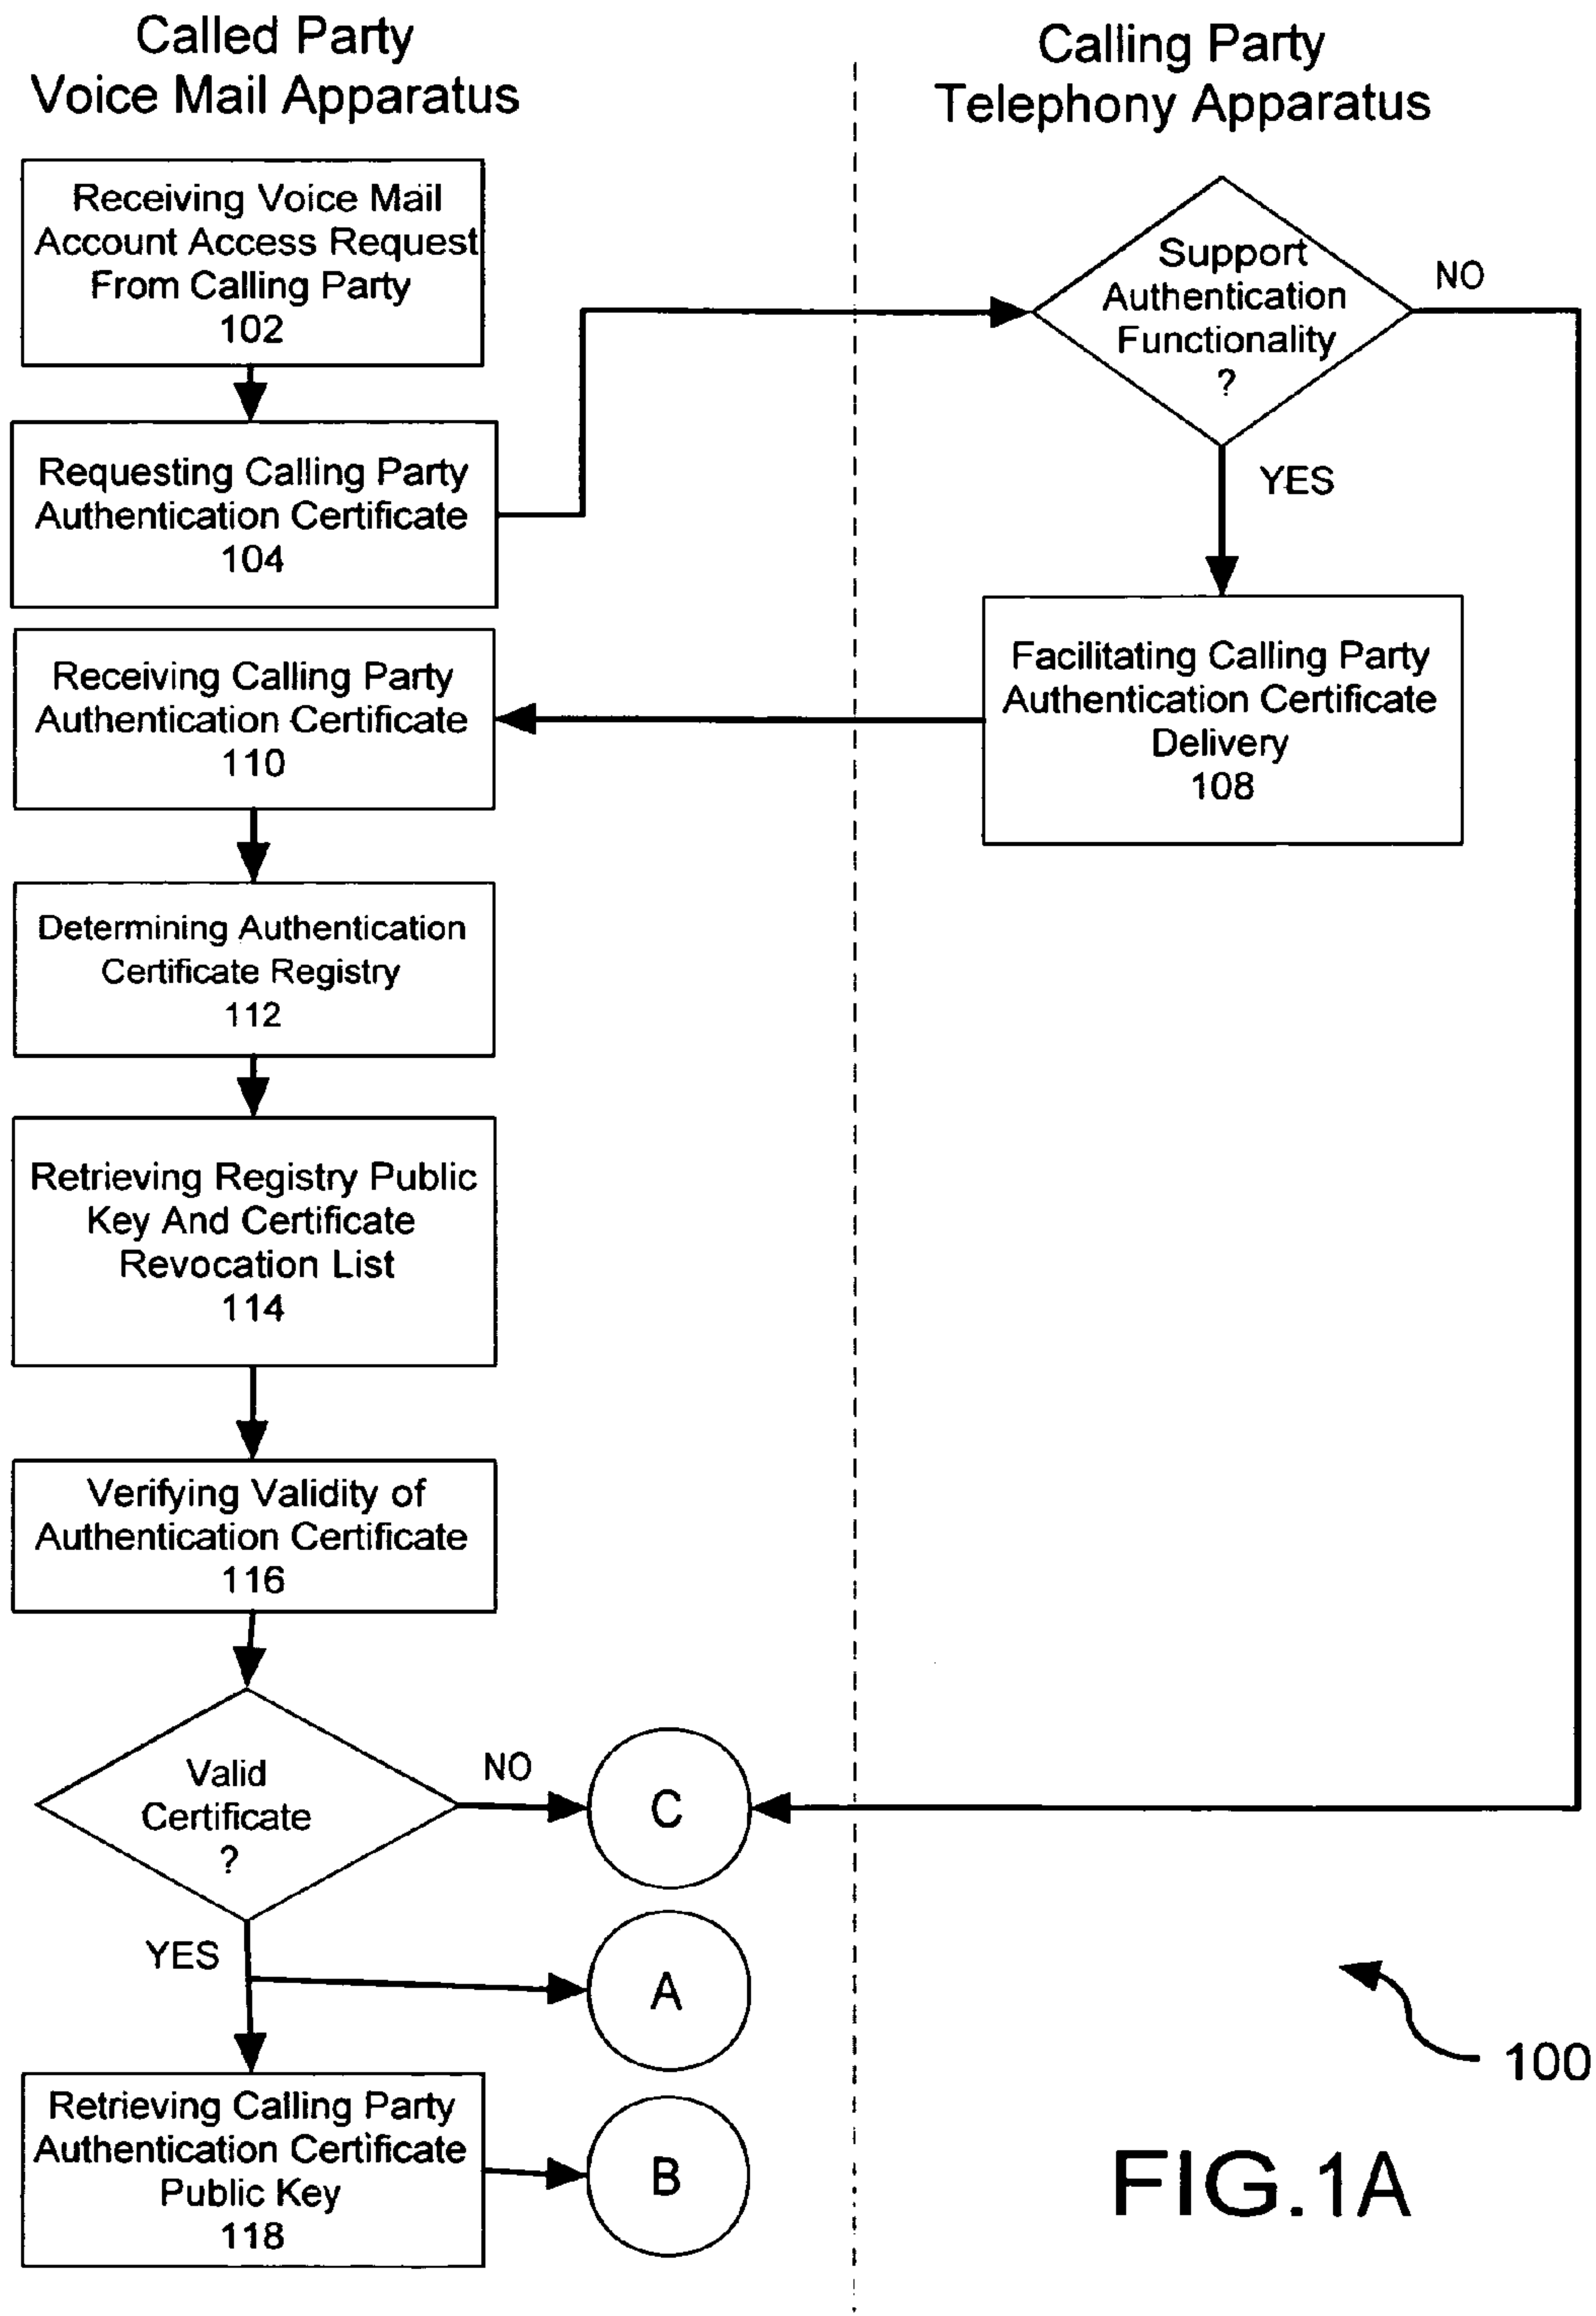 Called Party
Voice Mail Apparatus
Calling Party
Telephony Apparatus
Receiving Voice Mail
Account Access Request
From Calling Party
102
Support
Authentication
Functionality
?
NO
YES
Requesting Calling Party
Authentication Certificate
104
Facilitating Calling Party
Authentication Certificate
Delivery
108
Receiving Calling Party
Authentication Certificate
110
Determining Authentication
Certificate Registry
112
Retrieving Registry Public
Key And Certificate
Revocation List
114
Verifying Validity of
Authentication Certificate
116
Valid
Certificate
?
NO
C
YES
A
Retrieving Calling Party
Authentication Certificate
Public Key
118
B
100
FIG.1A